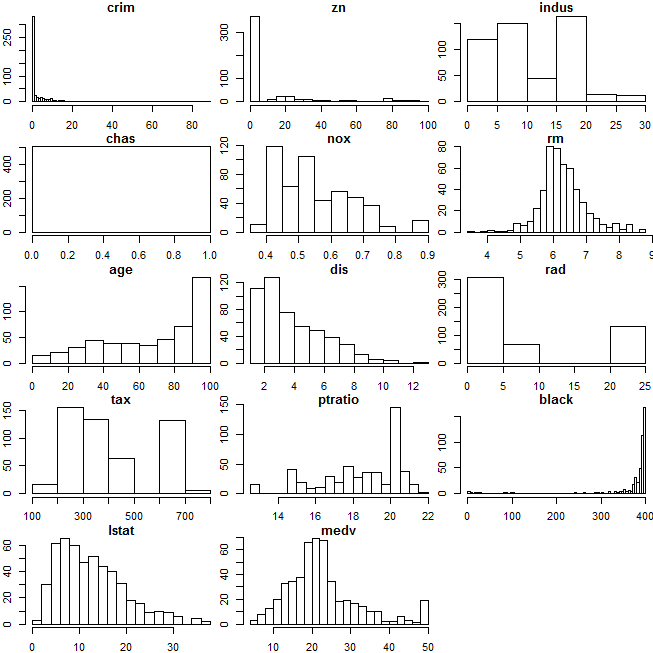 crim zn indus
0 100 300
0 100 300
0 50 100
0 20 40 60 80
0 20 40 60 80 100
0 5 10 15 20 25 30
chas nox rm
0 200 500
0 40 80 120
0 20 40 60 80
0.0 0.2 0.4 0.6 0.8 1.0
0.4 0.5 0.6 0.7 0.8 0.9
4 5 6 7 8 9
age dis rad
0 50 100
0 40 80 120
0 100 200 300
0 20 40 60 80 100
2 4 6 8 10 12
0 5 10 15 20 25
tax ptratio black
0 50 100 150
0 50 100 150
0 50 100
100 300 500 700
14 16 18 20 22
0 100 200 300 400
lstat medv
0 20 40 60
0 20 40 60
0 10 20 30
10 20 30 40 50